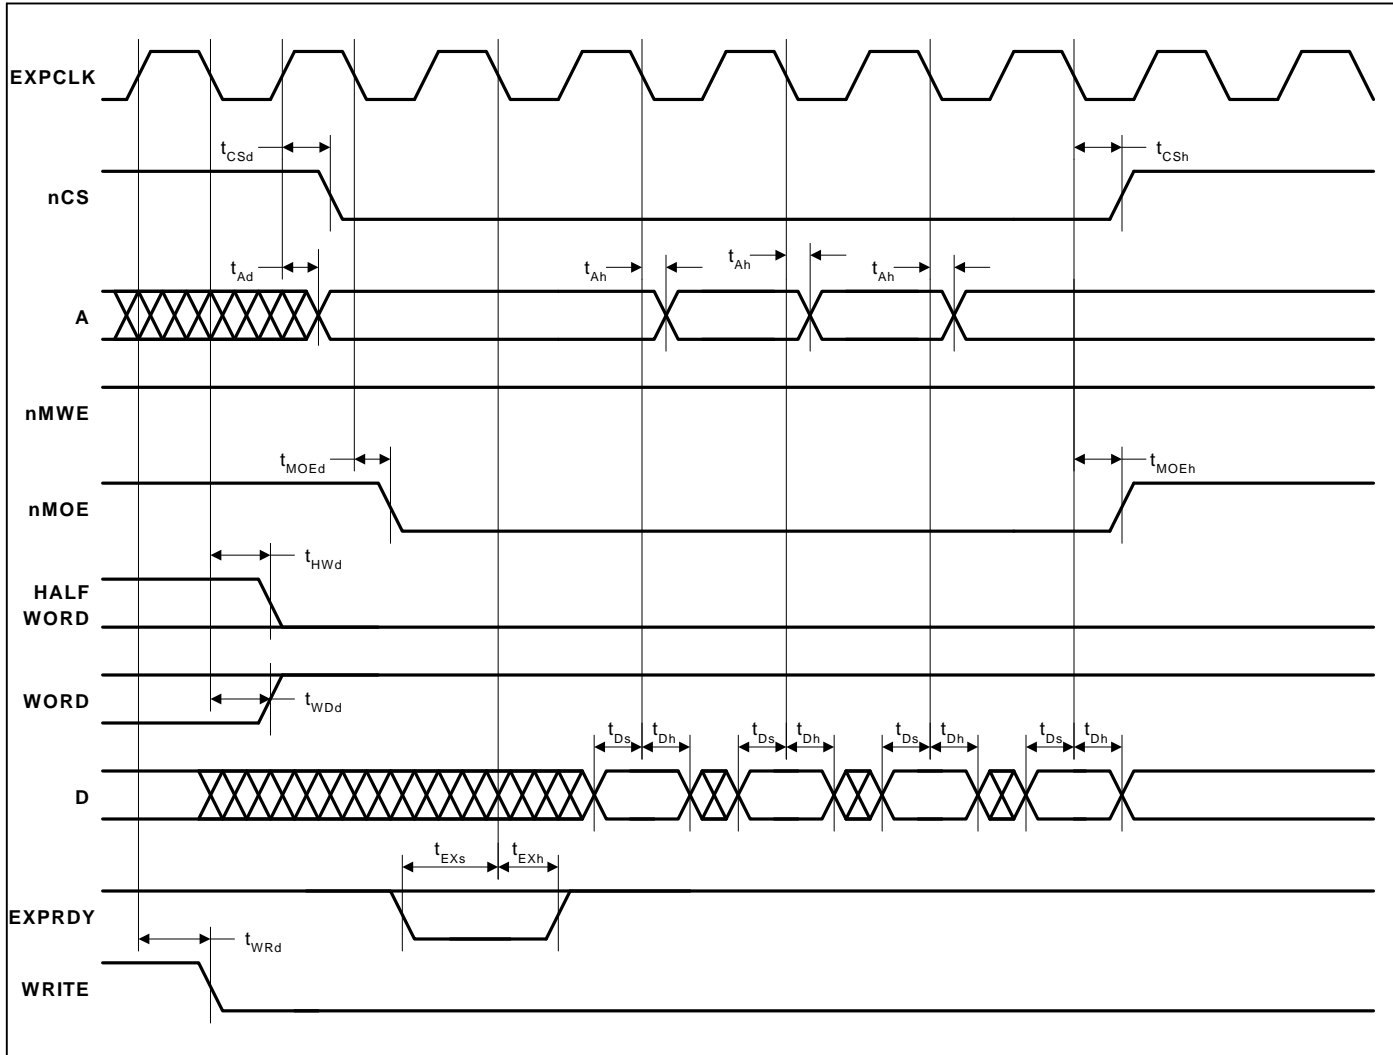 EXPCLK
tCSd
tCSh
nCS
tAd
tAh
tAh
tAh
A
nMWE
tMOEd
tMOEh
nMOE
tHWd
HALF
WORD
WORD
tWDd
tDs
tDh
tDs
tDh
tDs
tDh
tDs
tDh
D
tEXs
tEXh
EXPRDY
tWRd
WRITE